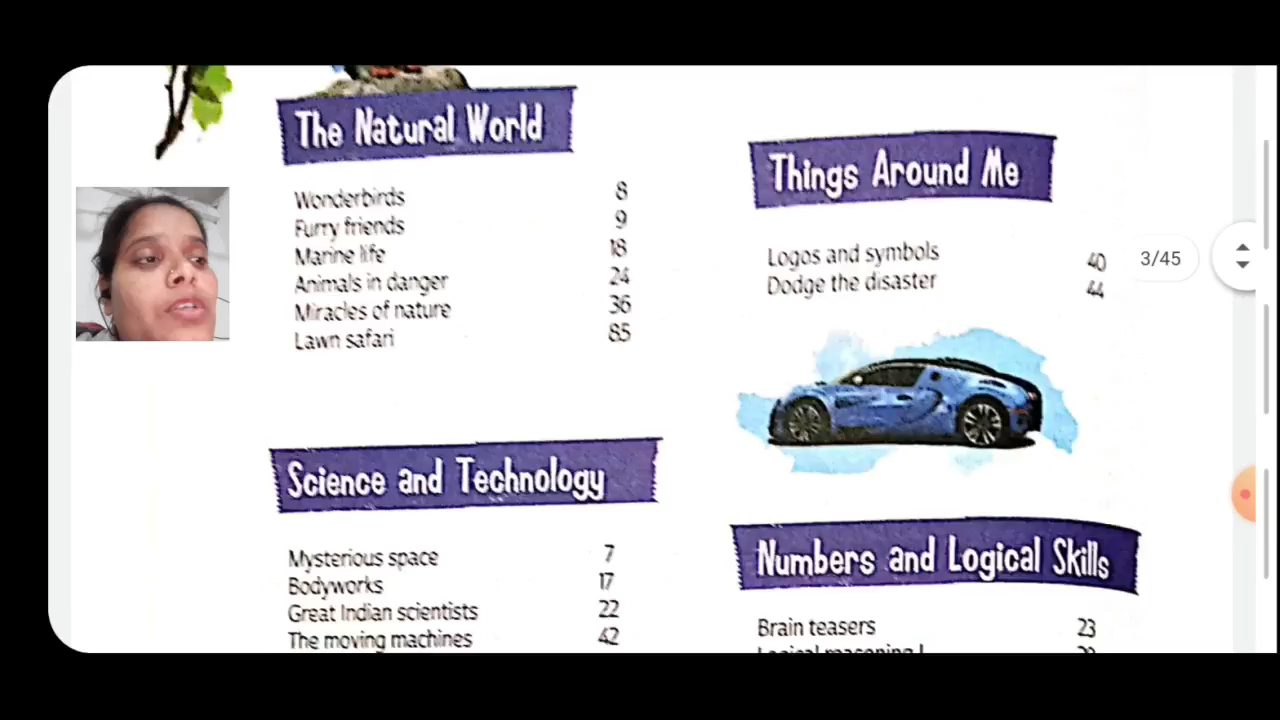 The Natural World
Wonderbirds 8
Furry friends 9
Marine life 18
Animals in danger 24
Miracles of nature 36
Lawn safari 85
Science and Technology
Mysterious space 7
Bodyworks 17
Great Indian scientists 22
The moving machines 42
Things Around Me
Logos and symbols 40
Dodge the disaster 44
3/45
Numbers and Logical Skills
Brain teasers 23
Logical reasoning I